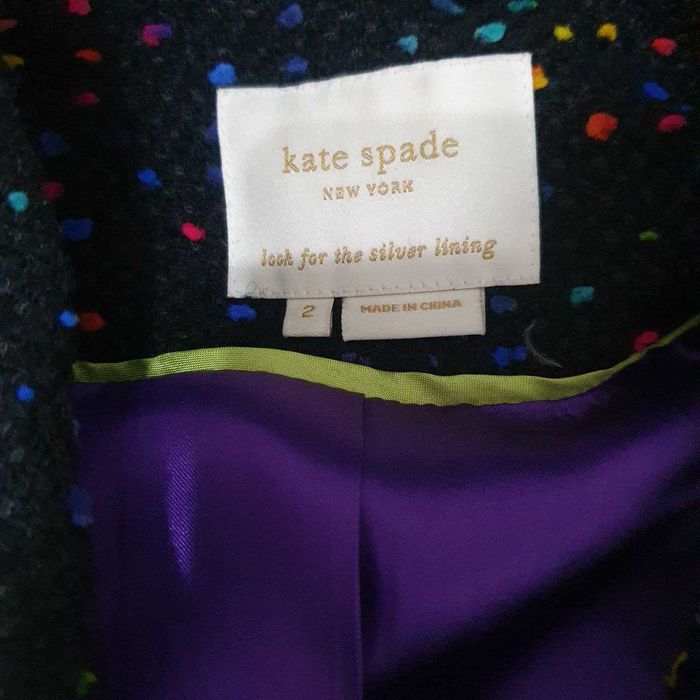 kate spade
NEW YORK
look for the silver lining
2
MADE IN CHINA